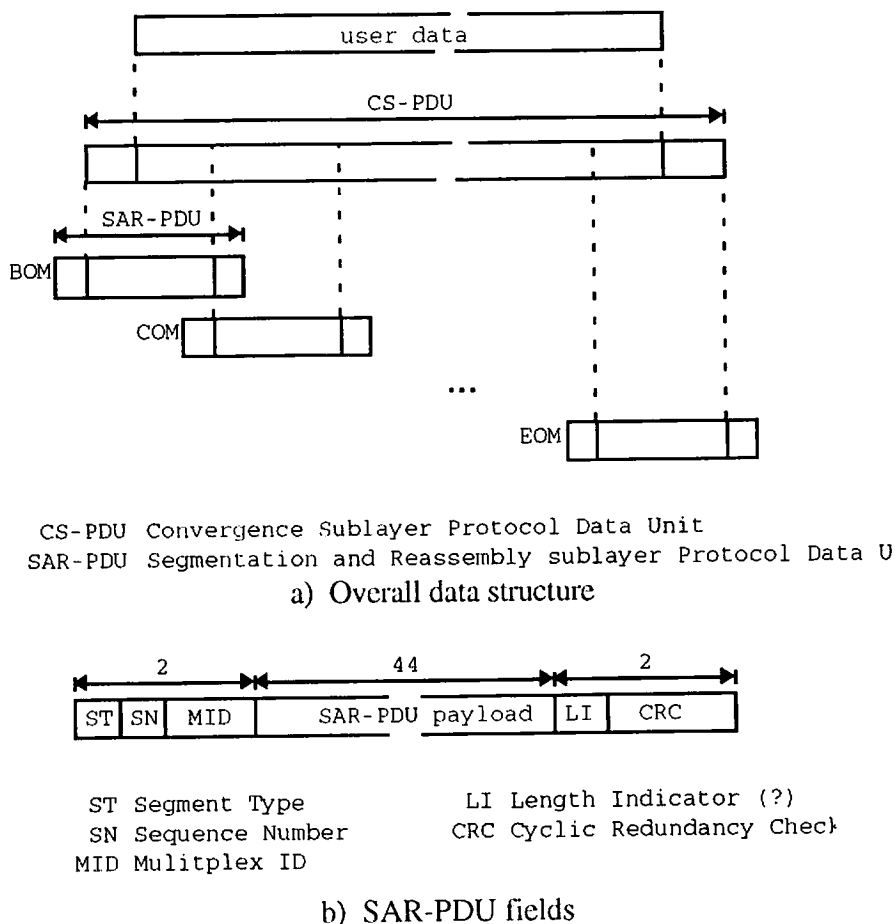 user data
CS-PDU
SAR-PDU
BOM
COM
...
EOM
CS-PDU Convergence Sublayer Protocol Data Unit
SAR-PDU Segmentation and Reassembly sublayer Protocol Data U
a) Overall data structure
2 44 2
ST SN MID SAR-PDU payload LI CRC
ST Segment Type LI Length Indicator (?)
SN Sequence Number CRC Cyclic Redundancy Check
MID Mulitplex ID
b) SAR-PDU fields